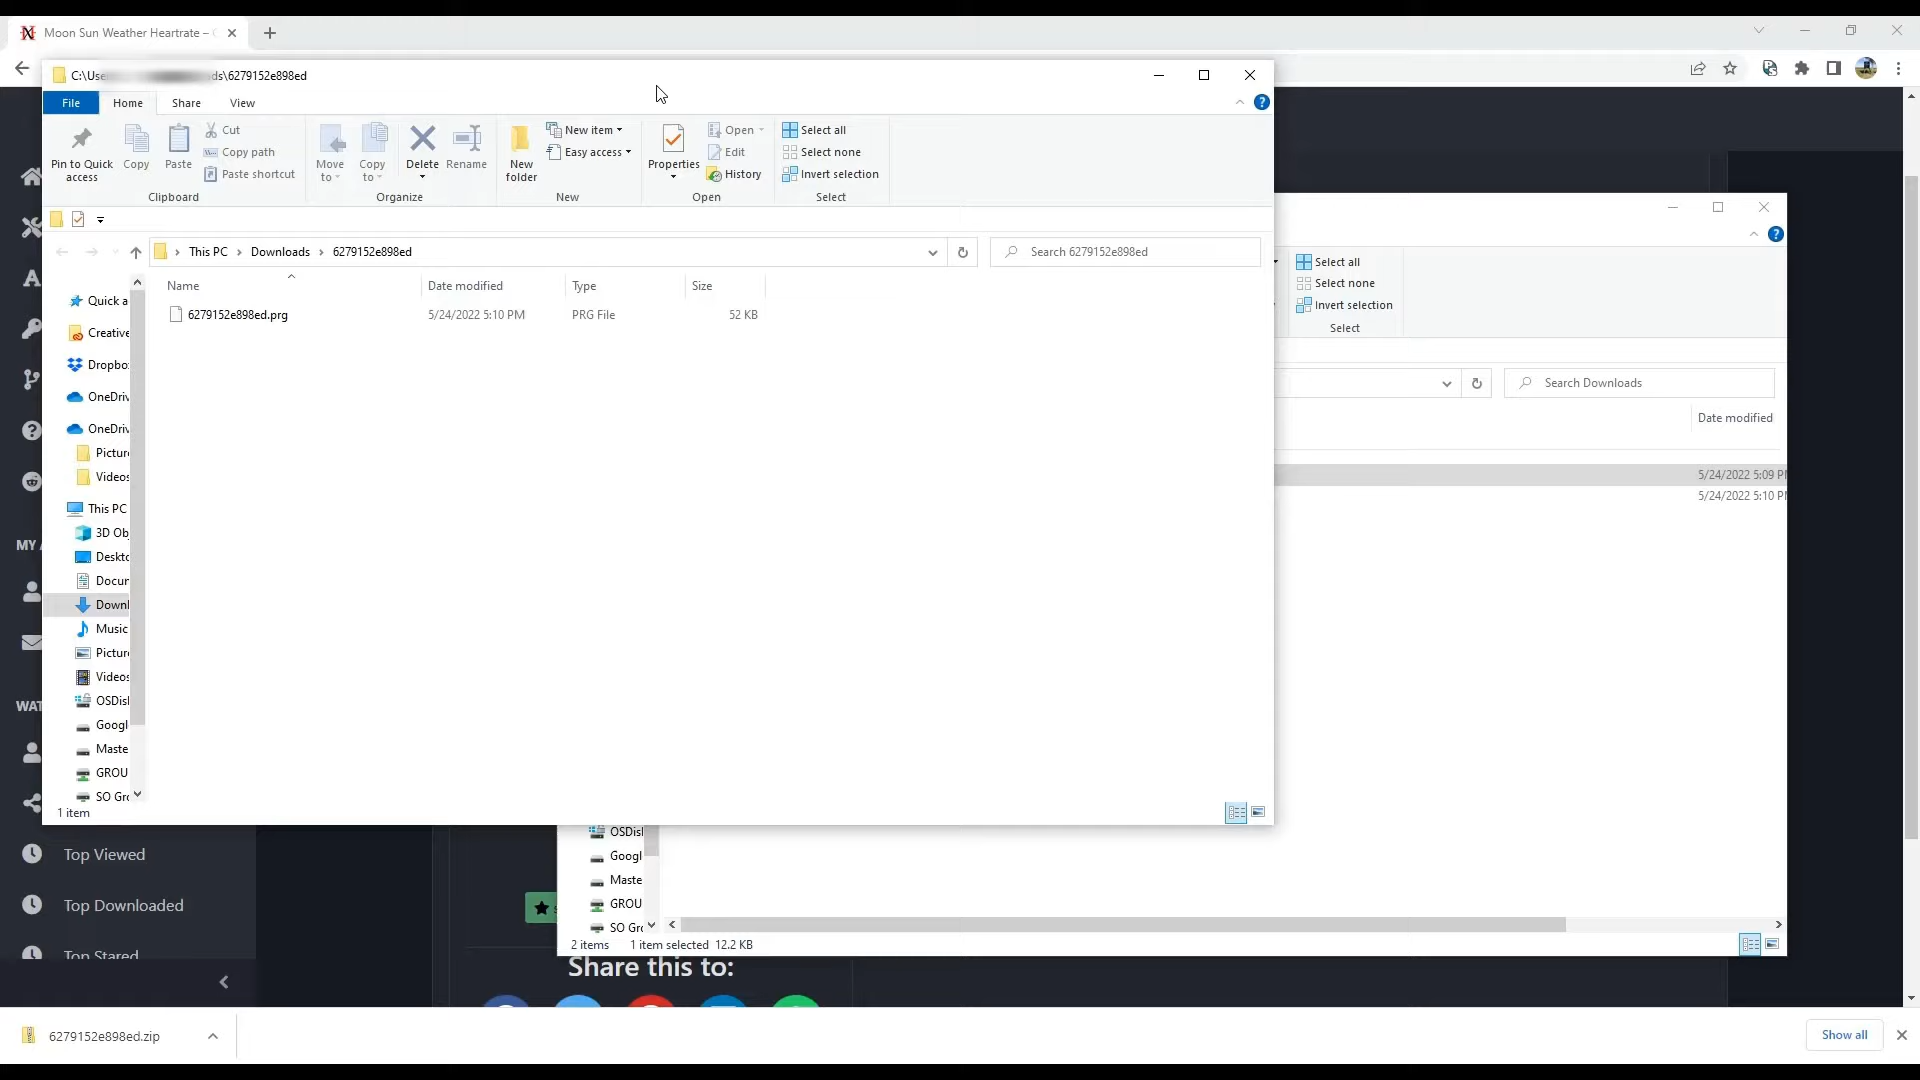 Moon Sun Weather Heartrate –
C:\Use ds\6279152e898ed
File Home Share View
Pin to Quick access
Copy
Paste
Cut
Copy path
Paste shortcut
Clipboard
Move to
Copy to
Delete
Rename
Organize
New folder
New item
Easy access
New
Properties
Open
Edit
History
Open
Select all
Select none
Invert selection
Select
This PC > Downloads > 6279152e898ed
Search 6279152e898ed
Name Date modified Type Size
6279152e898ed.prg 5/24/2022 5:10 PM PRG File 52 KB
Quick a
Creative
Dropbo
OneDriv
OneDriv
Picture
Videos
This PC
3D Ob
Deskto
Docun
Downl
Music
Picture
Videos
OSDisl
Googl
Maste
GROU
SO Gro
1 item
Select all
Select none
Invert selection
Select
Search Downloads
Date modified
5/24/2022 5:09 P
5/24/2022 5:10 P
OSDisl
Googl
Maste
GROU
SO Gro
2 items 1 item selected 12.2 KB
MY
WAT
Top Viewed
Top Downloaded
Top Stared
Share this to:
6279152e898ed.zip
Show all